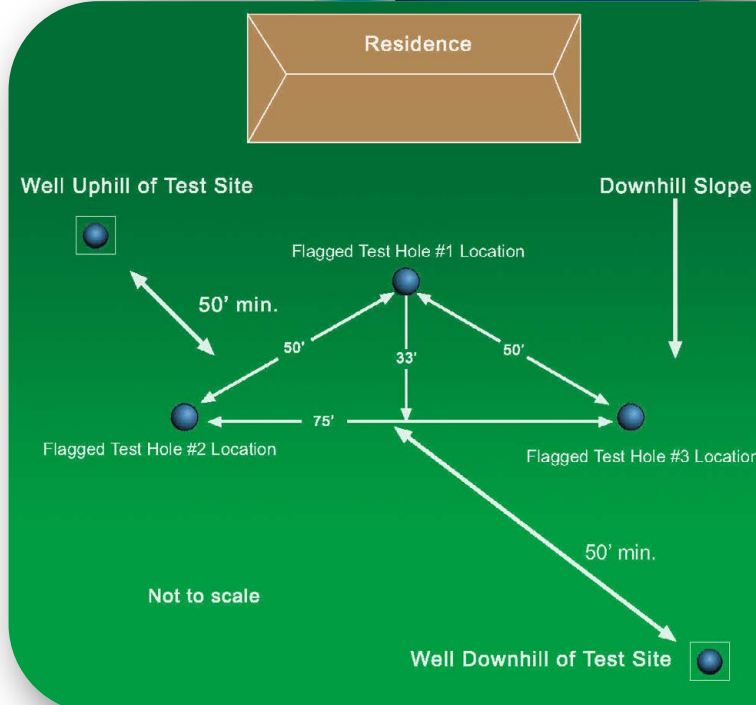 Residence
Well Uphill of Test Site
Downhill Slope
Flagged Test Hole #1 Location
50' min.
50'
33'
50'
75'
Flagged Test Hole #2 Location
Flagged Test Hole #3 Location
50' min.
Not to scale
Well Downhill of Test Site